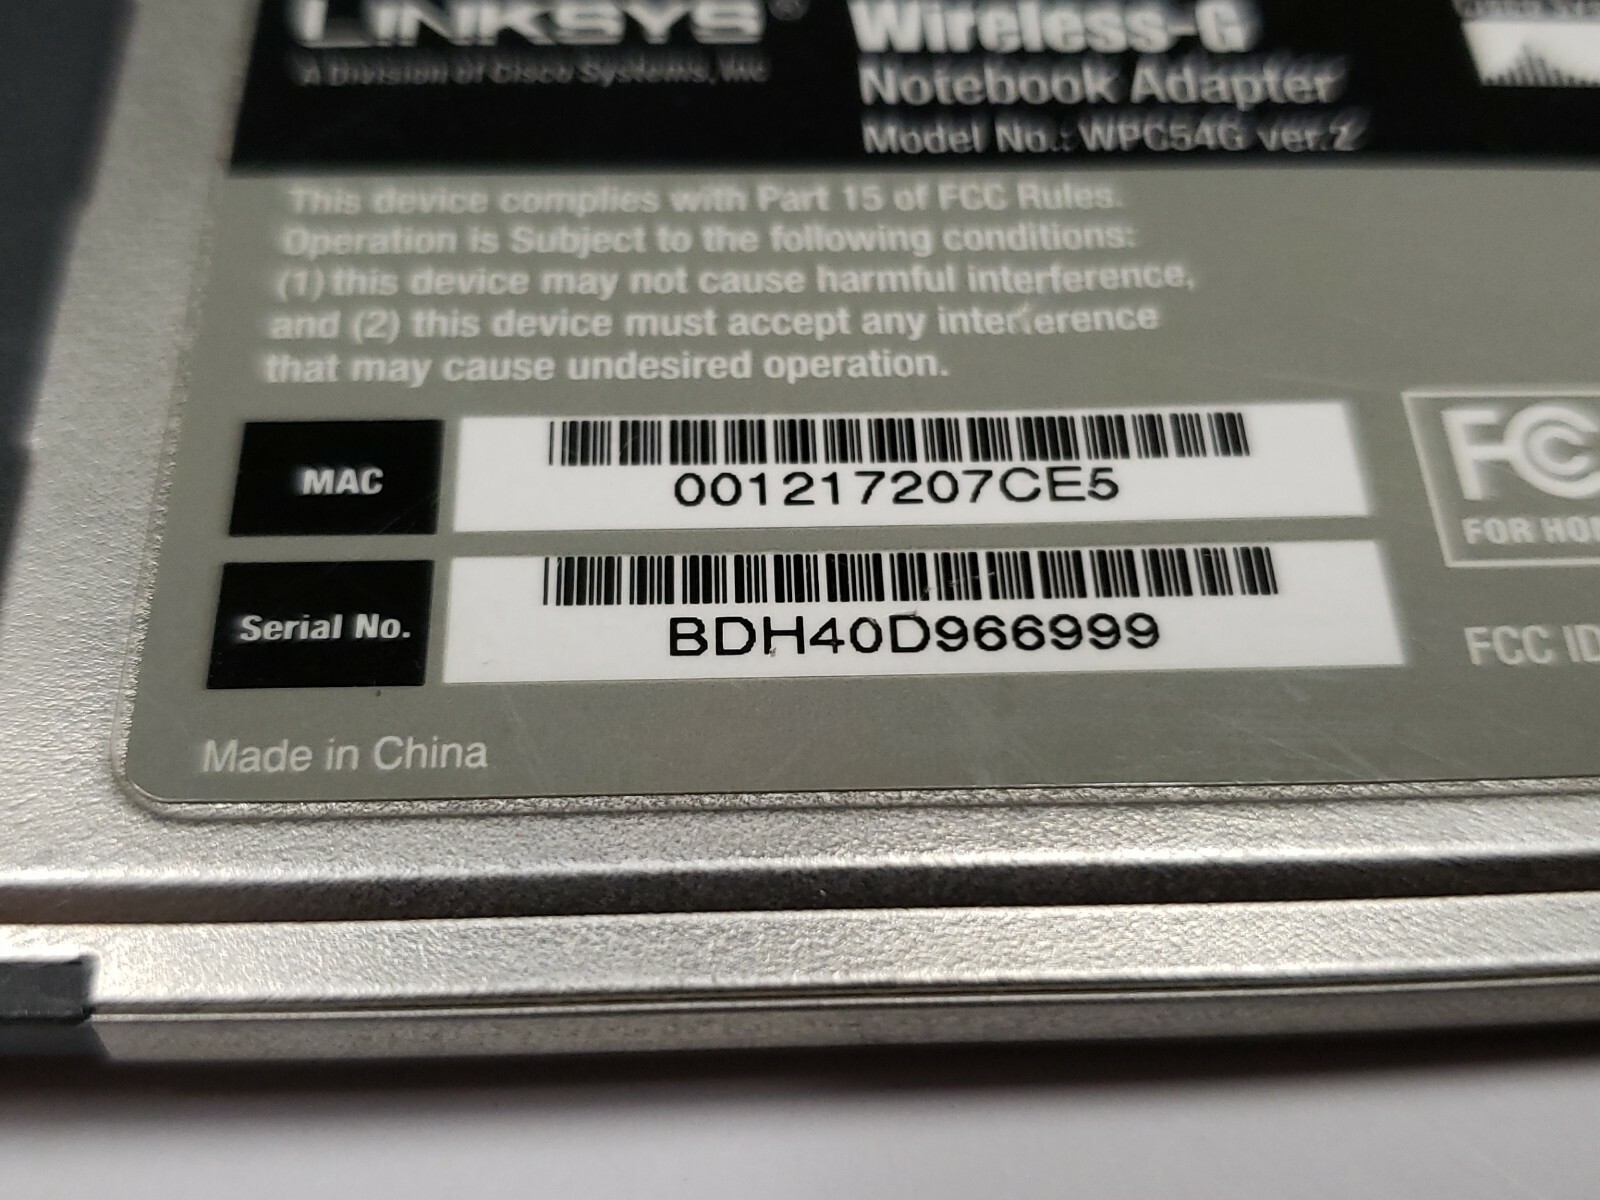 LINKSYS®
A Division of Cisco Systems, Inc
Wireless-G
Notebook Adapter
Model No.: WPC54G ver.2
This device complies with Part 15 of FCC Rules.
Operation is Subject to the following conditions:
(1) this device may not cause harmful interference,
and (2) this device must accept any interference
that may cause undesired operation.
MAC
001217207CE5
Serial No.
BDH40D966999
FC
FOR HOM
FCC ID
Made in China